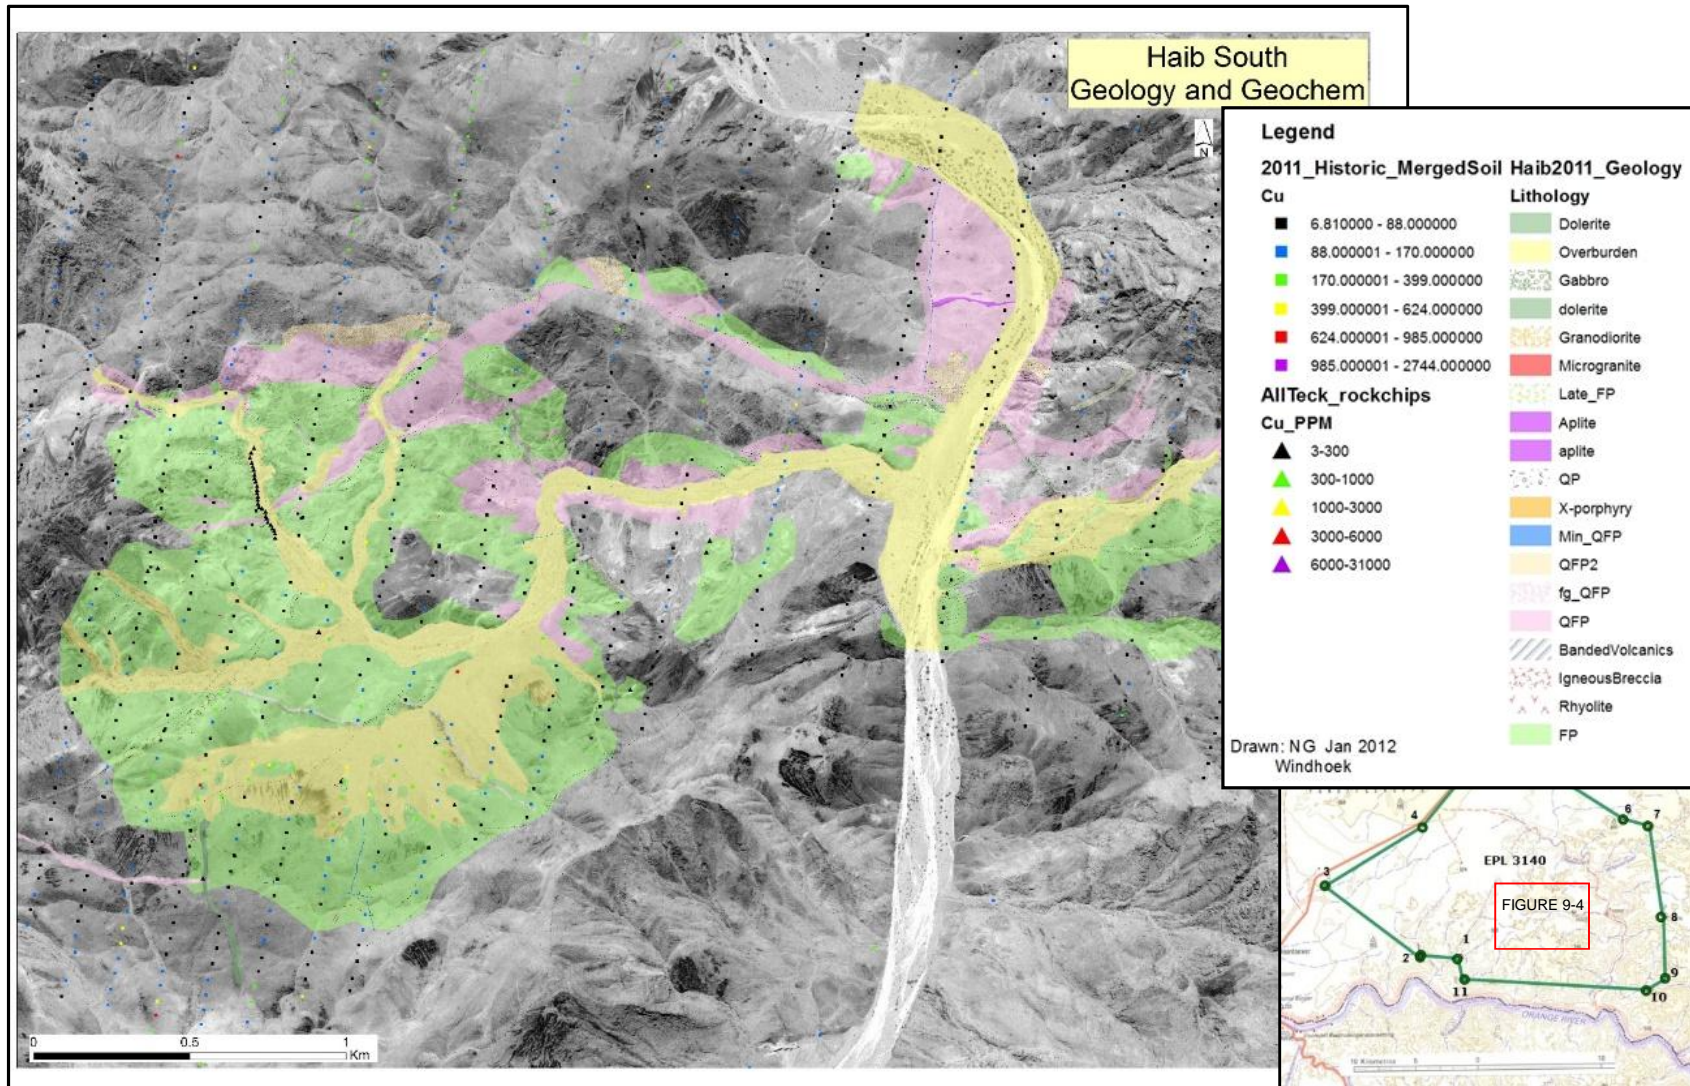 Haib South
Geology and Geochem
N
Legend
2011_Historic_MergedSoil
Cu
6.810000 - 88.000000
88.000001 - 170.000000
170.000001 - 399.000000
399.000001 - 624.000000
624.000001 - 985.000000
985.000001 - 2744.000000
AllTeck_rockchips
Cu_PPM
3-300
300-1000
1000-3000
3000-6000
6000-31000
Haib2011_Geology
Lithology
Dolerite
Overburden
Gabbro
dolerite
Granodiorite
Microgranite
Late_FP
Aplite
aplite
QP
X-porphyry
Min_QFP
QFP2
fg_QFP
QFP
BandedVolcanics
IgneousBreccia
Rhyolite
FP
Drawn: NG Jan 2012
Windhoek
0 0.5 1
Km
4
6
7
3
EPL 3140
FIGURE 9-4
8
1
2
11
9
10
ORANGE RIVER